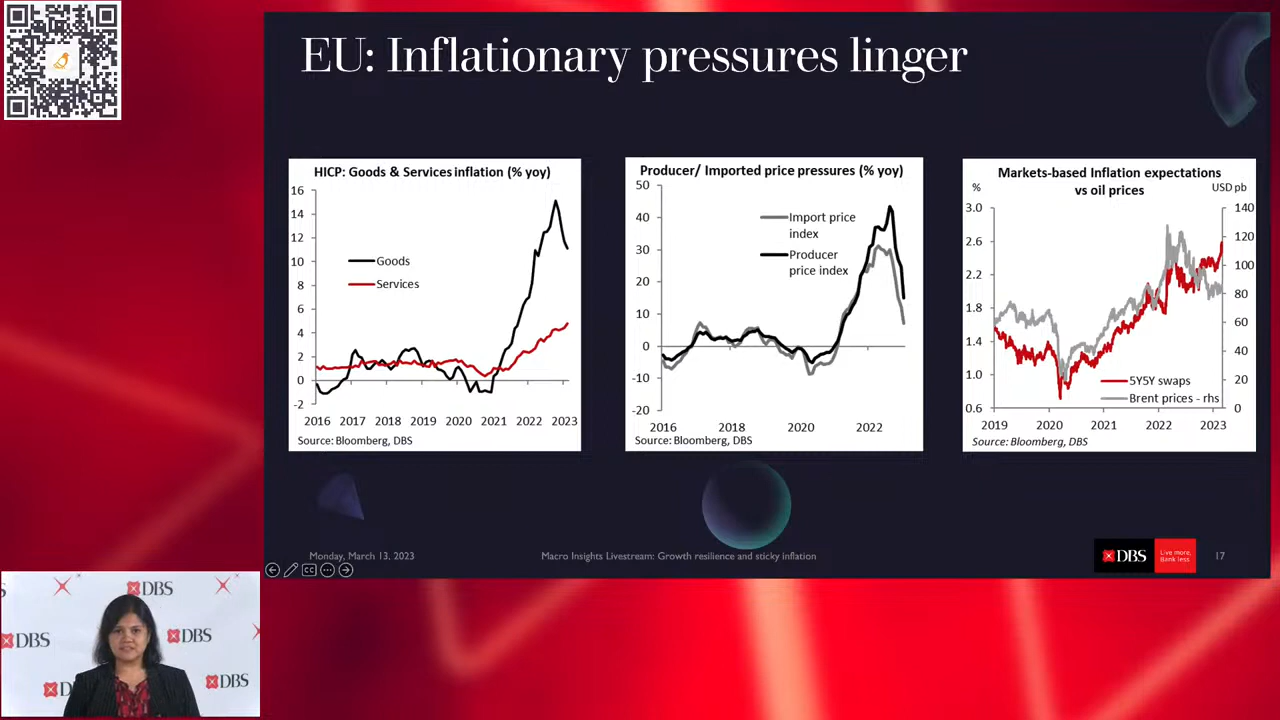 EU: Inflationary pressures linger
HICP: Goods & Services inflation (% yoy)
16
14
12
10
8
6
4
2
0
-2
Goods
Services
2016 2017 2018 2019 2020 2021 2022 2023
Source: Bloomberg, DBS
Producer/ Imported price pressures (% yoy)
50
40
30
20
10
0
-10
-20
Import price
index
Producer
price index
2016 2018 2020 2022
Source: Bloomberg, DBS
Markets-based Inflation expectations
vs oil prices
%
USD pb
3.0
2.6
2.2
1.8
1.4
1.0
0.6
140
120
100
80
60
40
20
0
5Y5Y swaps
Brent prices - rhs
2019 2020 2021 2022 2023
Source: Bloomberg, DBS
Monday, March 13, 2023
Macro Insights Livestream: Growth resilience and sticky inflation
DBS
Live more,
Bank less
17
CC
DBS
DBS
DBS
DBS